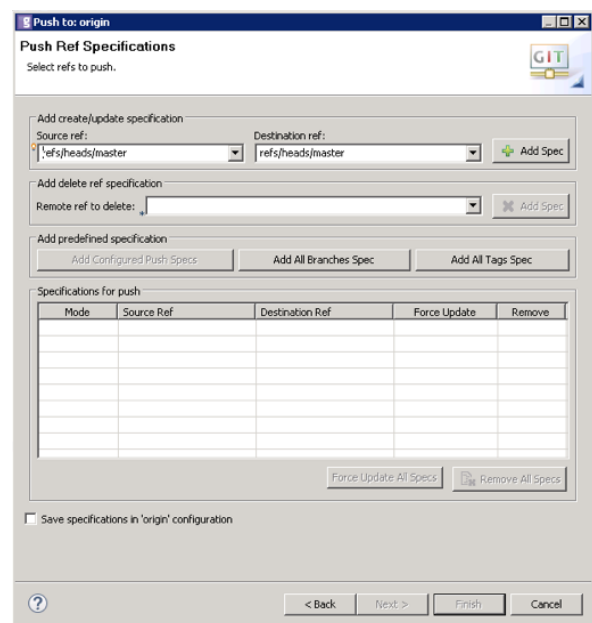 Push to: origin
Push Ref Specifications
Select refs to push.
GIT
Add create/update specification
Source ref: Destination ref:
refs/heads/master refs/heads/master Add Spec
Add delete ref specification
Remote ref to delete: Add Spec
Add predefined specification
Add Configured Push Specs Add All Branches Spec Add All Tags Spec
Specifications for push
Mode Source Ref Destination Ref Force Update Remove
Force Update All Specs Remove All Specs
Save specifications in 'origin' configuration
? < Back Next > Finish Cancel